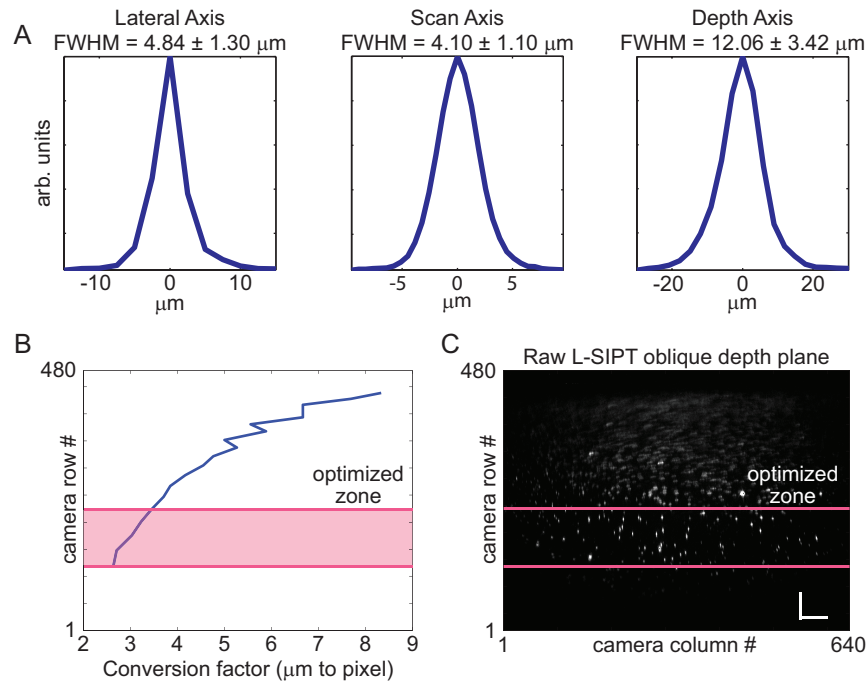 A
Lateral Axis
FWHM = 4.84 ± 1.30 μm
Scan Axis
FWHM = 4.10 ± 1.10 μm
Depth Axis
FWHM = 12.06 ± 3.42 μm
arb. units
-10 0 10
μm
-5 0 5
μm
-20 0 20
μm
B
480
camera row #
1
optimized
zone
2 3 4 5 6 7 8 9
Conversion factor (μm to pixel)
C
Raw L-SIPT oblique depth plane
480
camera row #
1
optimized
zone
1 camera column # 640